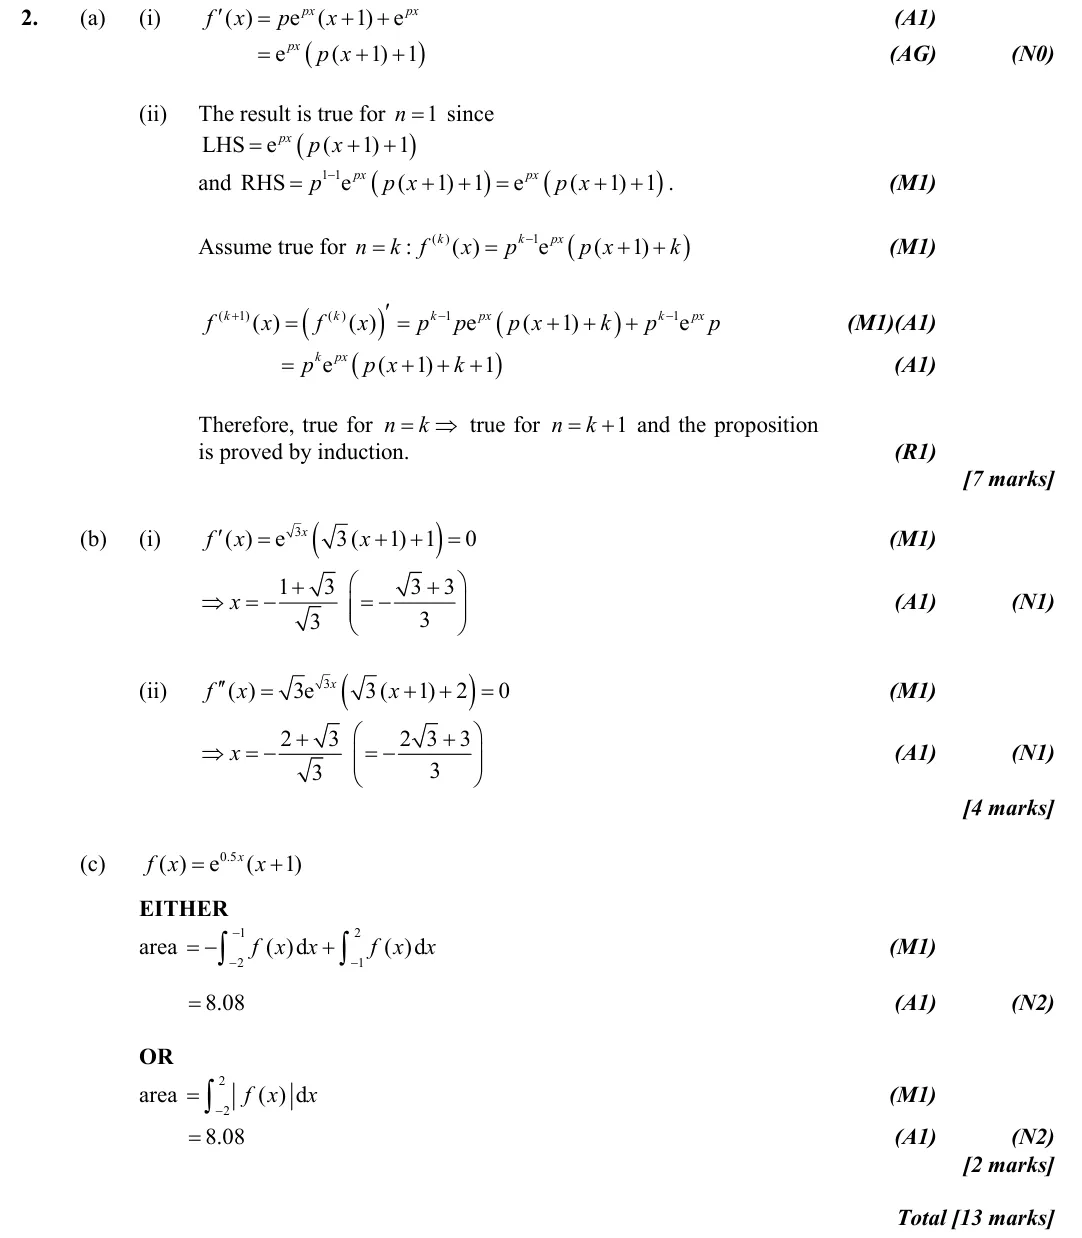 2. (a) (i) f′(x) = pe^{px}(x+1) + e^{px} (A1)
= e^{px}(p(x+1)+1) (AG) (N0)
(ii) The result is true for n = 1 since
LHS = e^{px}(p(x+1)+1)
and RHS = p^{1−1}e^{px}(p(x+1)+1) = e^{px}(p(x+1)+1). (M1)
Assume true for n = k : f^{(k)}(x) = p^{k−1}e^{px}(p(x+1)+k) (M1)
f^{(k+1)}(x) = (f^{(k)}(x))′ = p^{k−1}pe^{px}(p(x+1)+k) + p^{k−1}e^{px}p (M1)(A1)
= p^{k}e^{px}(p(x+1)+k+1) (A1)
Therefore, true for n = k ⇒ true for n = k+1 and the proposition
is proved by induction. (R1)
[7 marks]
(b) (i) f′(x) = e^{√3x}(√3(x+1)+1) = 0 (M1)
⇒ x = −(1+√3)/√3 (= −(√3+3)/3) (A1) (N1)
(ii) f″(x) = √3e^{√3x}(√3(x+1)+2) = 0 (M1)
⇒ x = −(2+√3)/√3 (= −(2√3+3)/3) (A1) (N1)
[4 marks]
(c) f(x) = e^{0.5x}(x+1)
EITHER
area = −∫_{−2}^{−1} f(x)dx + ∫_{−1}^{2} f(x)dx (M1)
= 8.08 (A1) (N2)
OR
area = ∫_{−2}^{2} |f(x)|dx (M1)
= 8.08 (A1) (N2)
[2 marks]
Total [13 marks]